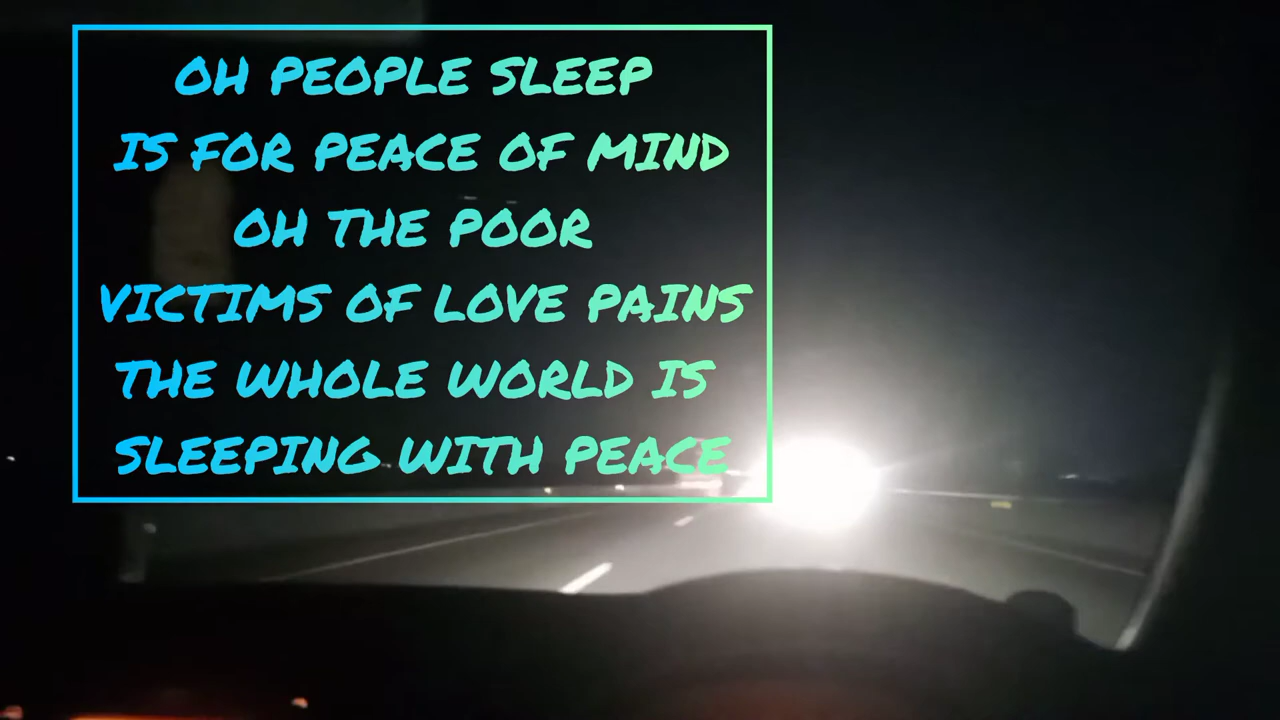 OH PEOPLE SLEEP
IS FOR PEACE OF MIND
OH THE POOR
VICTIMS OF LOVE PAINS
THE WHOLE WORLD IS
SLEEPING WITH PEACE